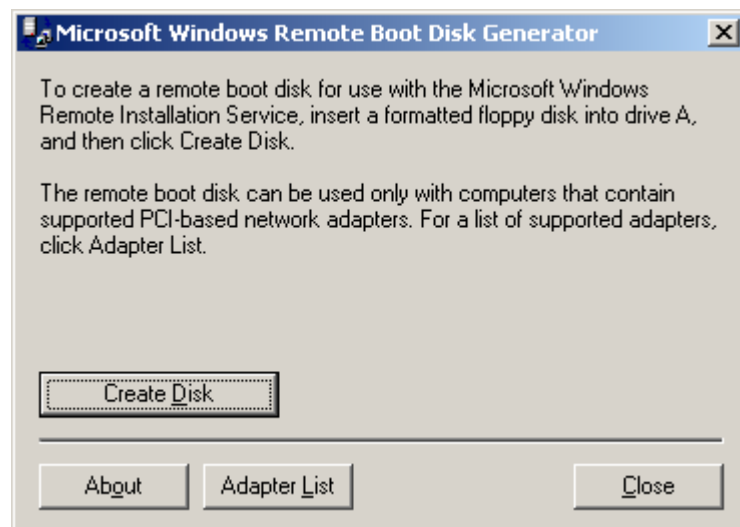 Microsoft Windows Remote Boot Disk Generator
To create a remote boot disk for use with the Microsoft Windows
Remote Installation Service, insert a formatted floppy disk into drive A,
and then click Create Disk.
The remote boot disk can be used only with computers that contain
supported PCI-based network adapters. For a list of supported adapters,
click Adapter List.
Create Disk
About Adapter List Close